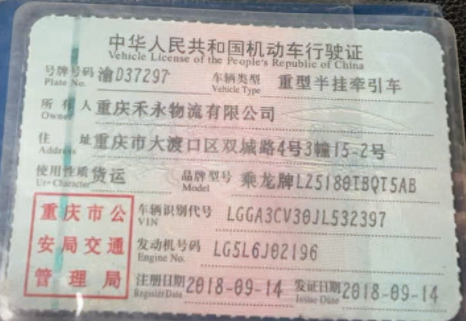 中华人民共和国机动车行驶证
Vehicle License of the People's Republic of China
号牌号码 渝D37297 车辆类型 重型半挂牵引车
Plate No. Vehicle Type
所有人 重庆禾永物流有限公司
Owner
住址 重庆市大渡口区双城路4号3幢15-2号
Address
使用性质 货运 品牌型号 乘龙牌LZ5180TBQT5AB
Use Character Model
重庆市公 车辆识别代号 LGGA3CV30JL532397
VIN
安局交通 发动机号码 LG5L6J02196
Engine No.
管理局 注册日期 2018-09-14 发证日期 2018-09-14
Register Date Issue Date